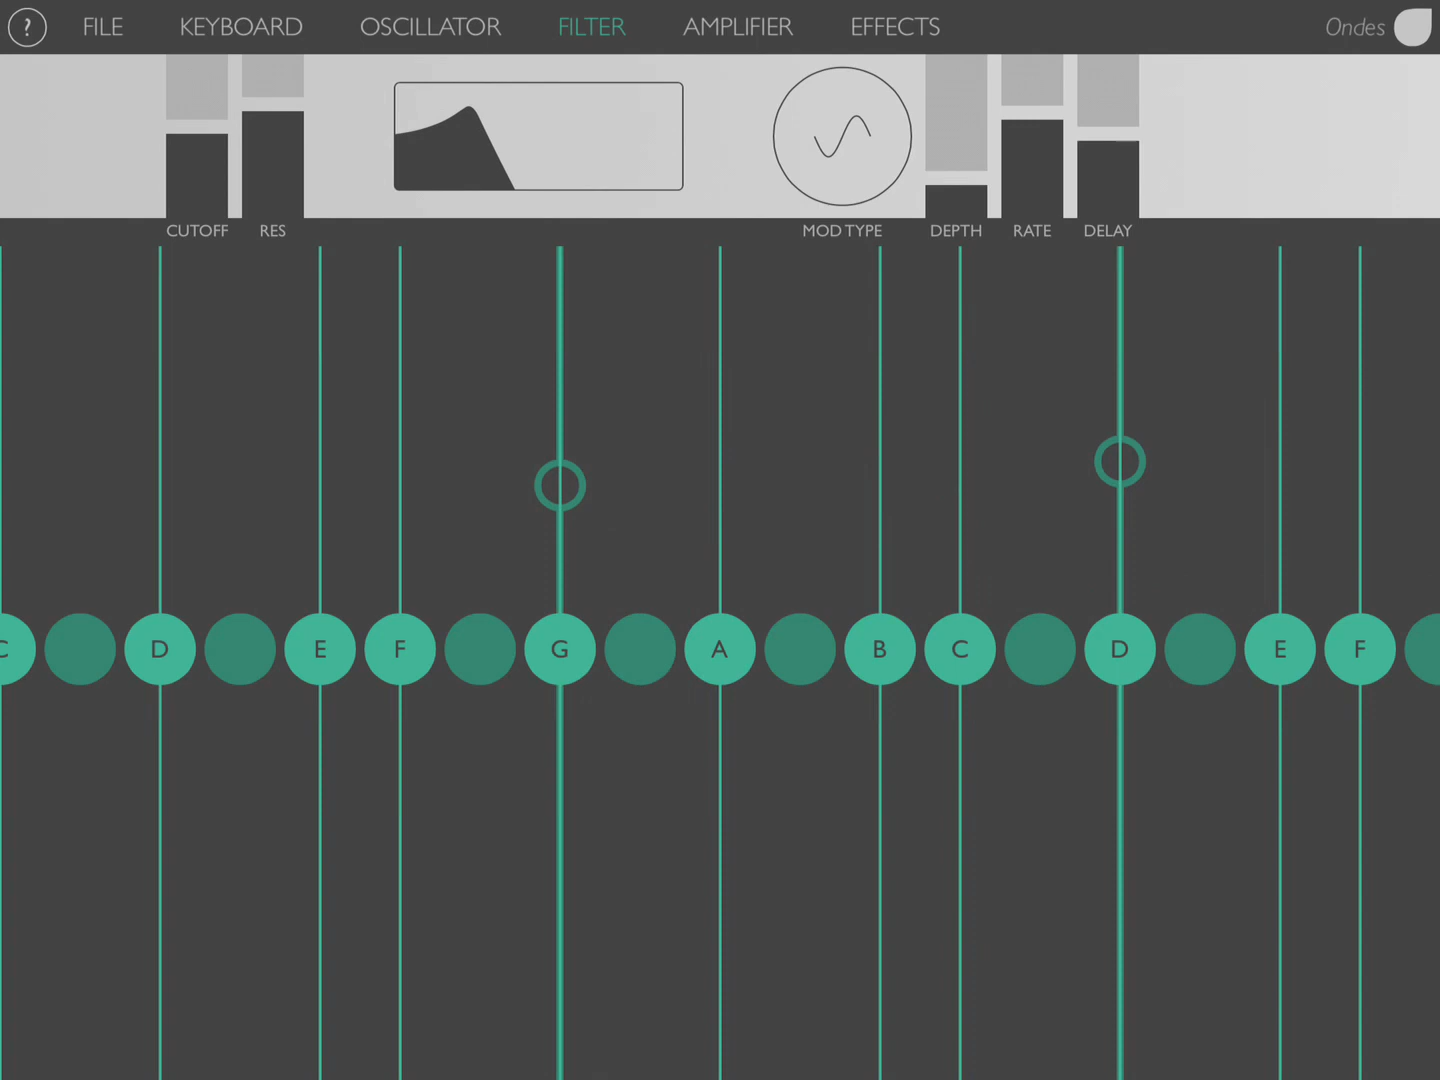 ? FILE KEYBOARD OSCILLATOR FILTER AMPLIFIER EFFECTS Ondes
CUTOFF RES MOD TYPE DEPTH RATE DELAY
C D E F G A B C D E F